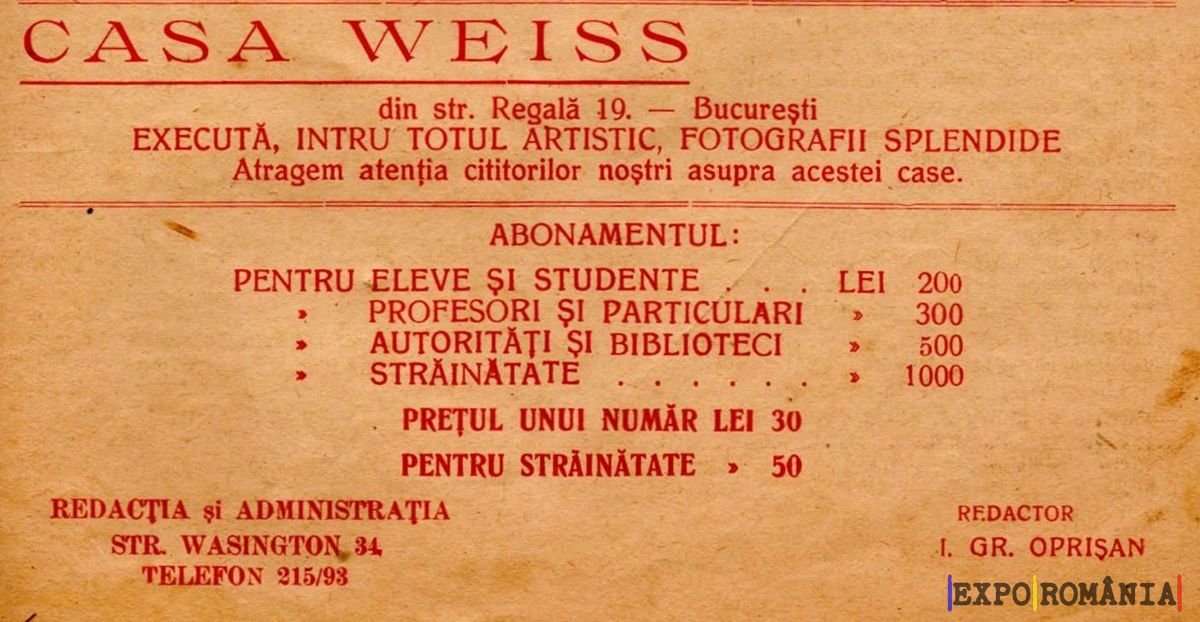 CASA WEISS
din str. Regală 19. — București
EXECUTĂ, INTRU TOTUL ARTISTIC, FOTOGRAFII SPLENDIDE
Atragem atenția cititorilor noștri asupra acestei case.
ABONAMENTUL:
PENTRU ELEVE ȘI STUDENTE . . . LEI 200
» PROFESORI ȘI PARTICULARI » 300
» AUTORITĂȚI ȘI BIBLIOTECI » 500
» STRĂINĂTATE . . . . . . » 1000
PREȚUL UNUI NUMĂR LEI 30
PENTRU STRĂINĂTATE » 50
REDACȚIA și ADMINISTRAȚIA
STR. WASINGTON 34,
TELEFON 215/93
REDACTOR
I. GR. OPRIȘAN
EXPO ROMÂNIA